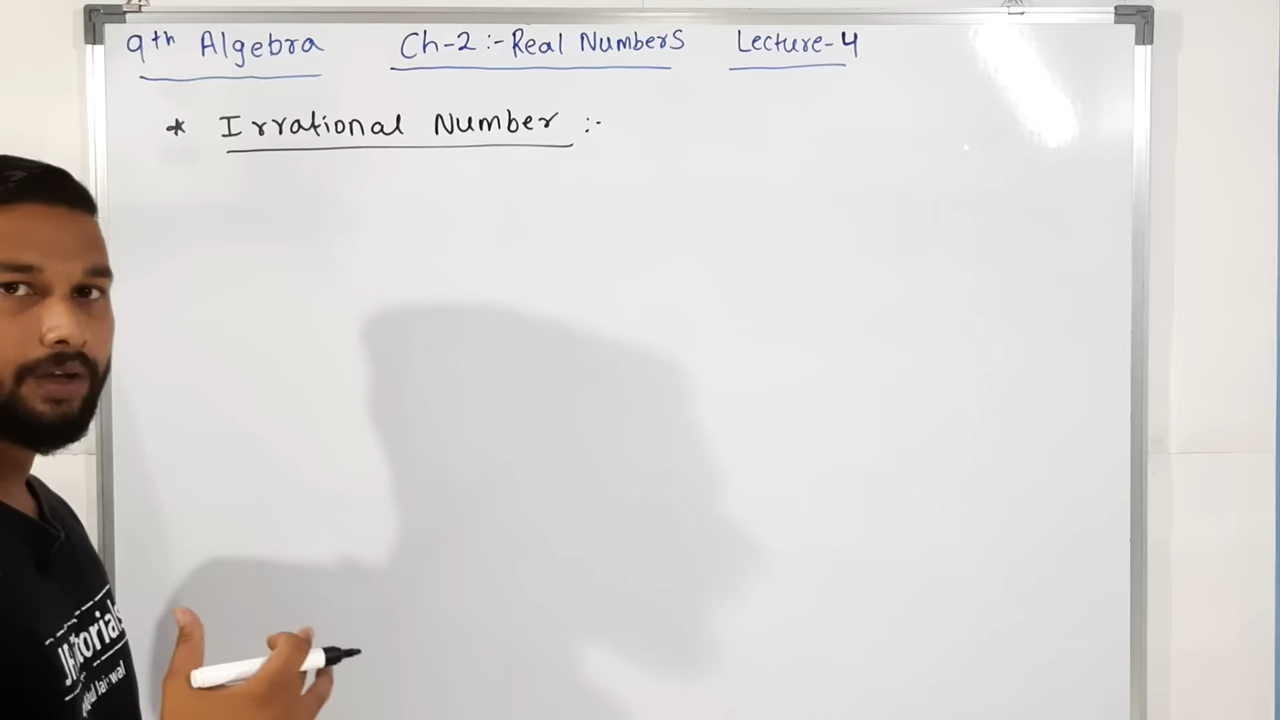 9th Algebra Ch-2 :- Real Numbers Lecture-4
* Irrational Number :-